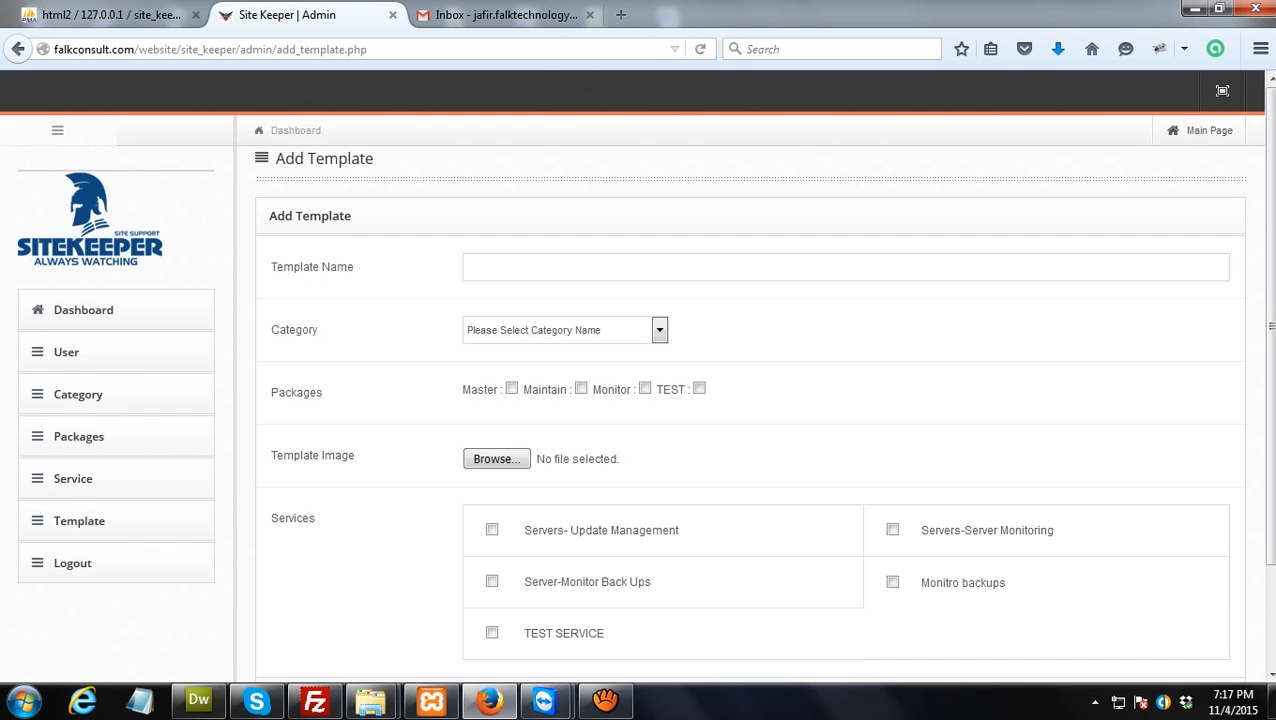 html2 / 127.0.0.1 / site_kee...
Site Keeper | Admin
Inbox - jafir.falktechnology...
falkconsult.com/website/site_keeper/admin/add_template.php
Search
Dashboard
Main Page
Add Template
SITE SUPPORT
SITEKEEPER
ALWAYS WATCHING
Dashboard
User
Category
Packages
Service
Template
Logout
Add Template
Template Name
Category
Please Select Category Name
Packages
Master : Maintain : Monitor : TEST :
Template Image
Browse... No file selected.
Services
Servers- Update Management
Servers-Server Monitoring
Server-Monitor Back Ups
Monitro backups
TEST SERVICE
Dw
7:17 PM
11/4/2015